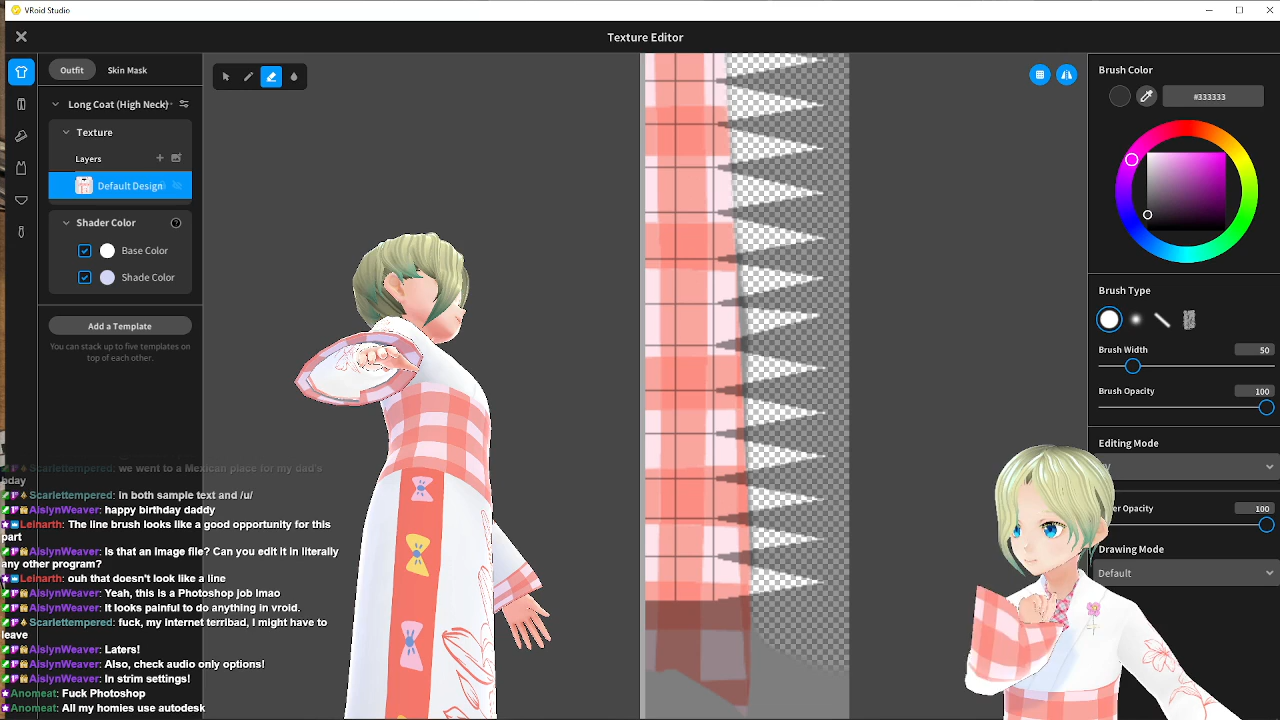 VRoid Studio
Texture Editor
Outfit
Skin Mask
Long Coat (High Neck)
Texture
Layers
Default Design
Shader Color
Base Color
Shade Color
Add a Template
You can stack up to five templates on
top of each other.
Scarlettempered: we went to a Mexican place for my dad's
bday
Scarlettempered: In both sample text and /u/
AislynWeaver: happy birthday daddy
Leinarth: The line brush looks like a good opportunity for this
part
AislynWeaver: Is that an image file? Can you edit it in literally
any other program?
Leinarth: ouh that doesn't look like a line
AislynWeaver: Yeah, this is a Photoshop job lmao
AislynWeaver: It looks painful to do anything in vroid.
Scarlettempered: fuck, my internet terribad, I might have to
leave
AislynWeaver: Laters!
AislynWeaver: Also, check audio only options!
AislynWeaver: In strim settings!
Anomeat: Fuck Photoshop
Anomeat: All my homies use autodesk
Brush Color
#333333
Brush Type
Brush Width
50
Brush Opacity
100
Editing Mode
Opacity
100
Drawing Mode
Default